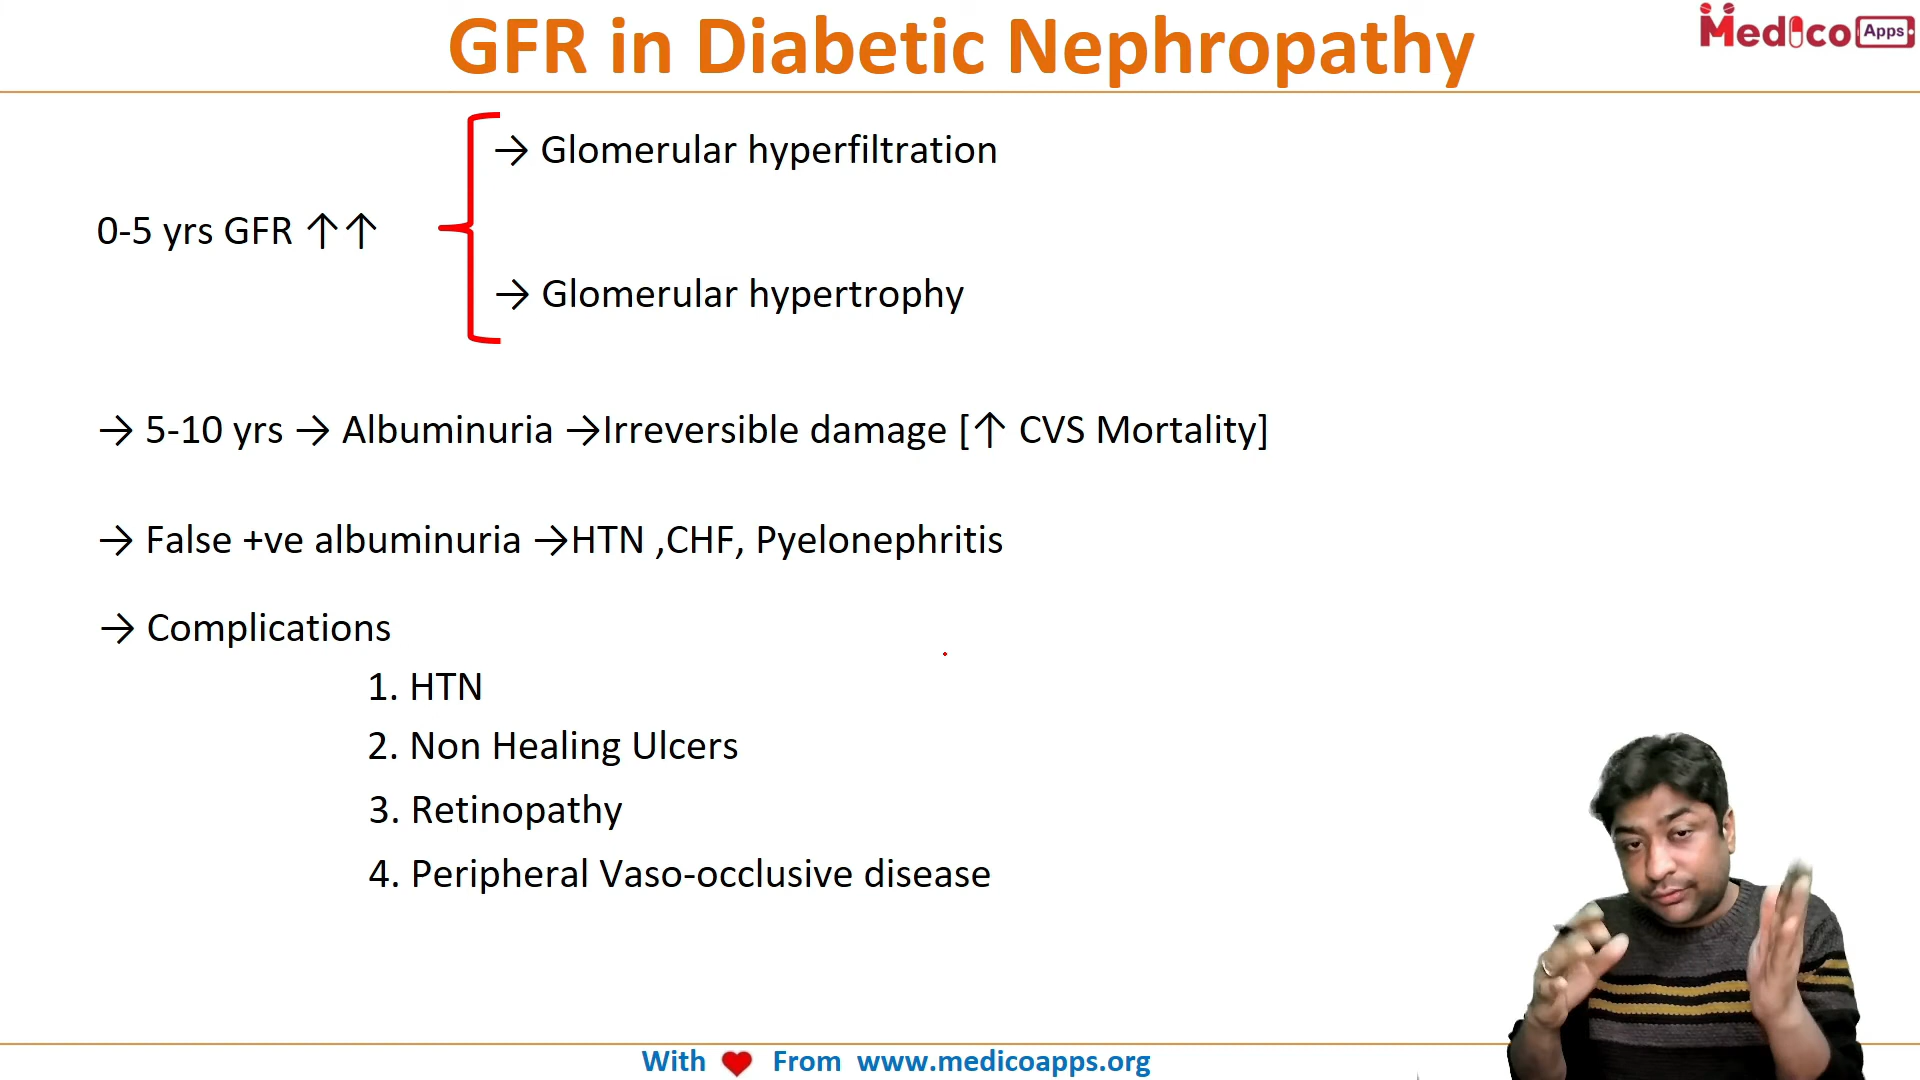 GFR in Diabetic Nephropathy
Medico Apps
→ Glomerular hyperfiltration
0-5 yrs GFR ↑↑
→ Glomerular hypertrophy
→ 5-10 yrs → Albuminuria →Irreversible damage [↑ CVS Mortality]
→ False +ve albuminuria →HTN ,CHF, Pyelonephritis
→ Complications
1. HTN
2. Non Healing Ulcers
3. Retinopathy
4. Peripheral Vaso-occlusive disease
With ❤ From www.medicoapps.org